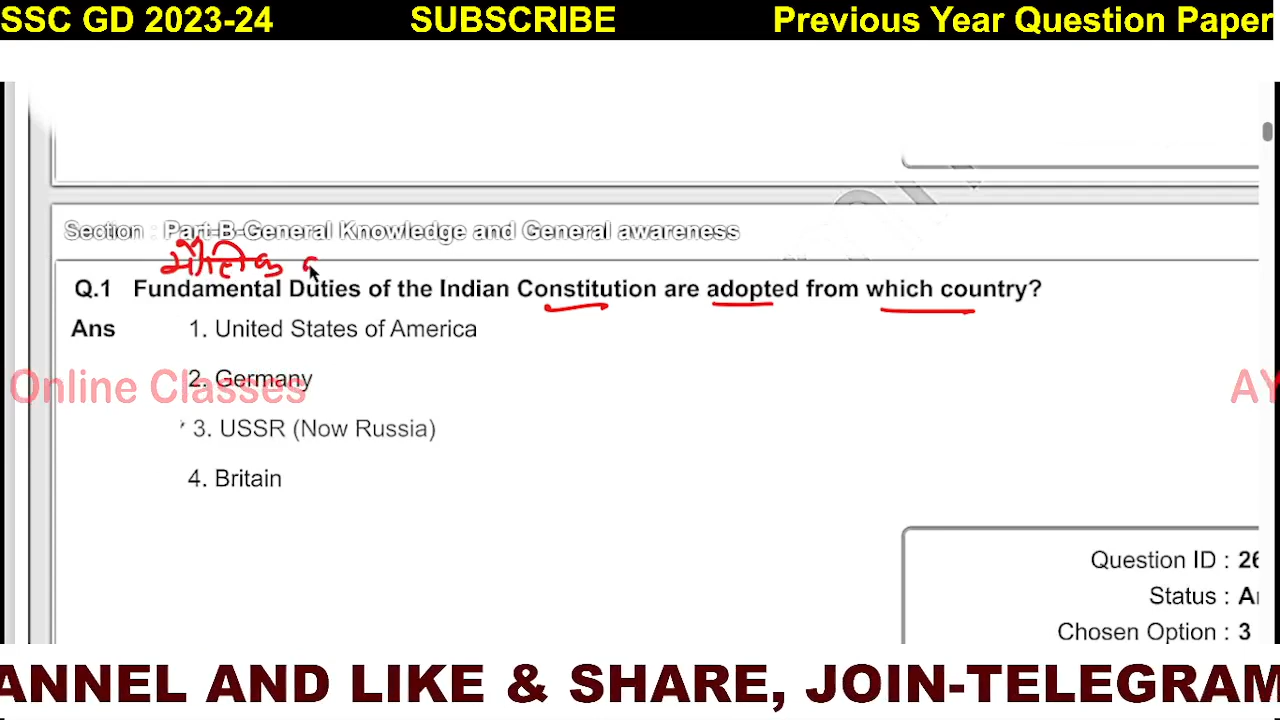 SSC GD 2023-24 SUBSCRIBE Previous Year Question Paper
Section : Part-B-General Knowledge and General awareness
मौलिक
Q.1 Fundamental Duties of the Indian Constitution are adopted from which country?
Ans 1. United States of America
2. Germany
Online Classes AY
3. USSR (Now Russia)
4. Britain
Question ID : 26
Status : A
Chosen Option : 3
ANNEL AND LIKE & SHARE, JOIN-TELEGRAM